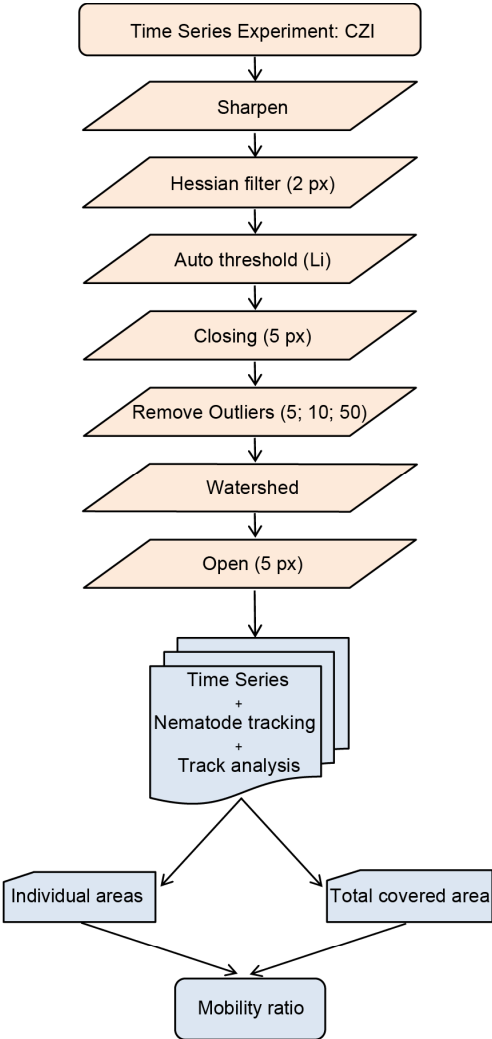 Time Series Experiment: CZI
Sharpen
Hessian filter (2 px)
Auto threshold (Li)
Closing (5 px)
Remove Outliers (5; 10; 50)
Watershed
Open (5 px)
Time Series
+
Nematode tracking
+
Track analysis
Individual areas
Total covered area
Mobility ratio